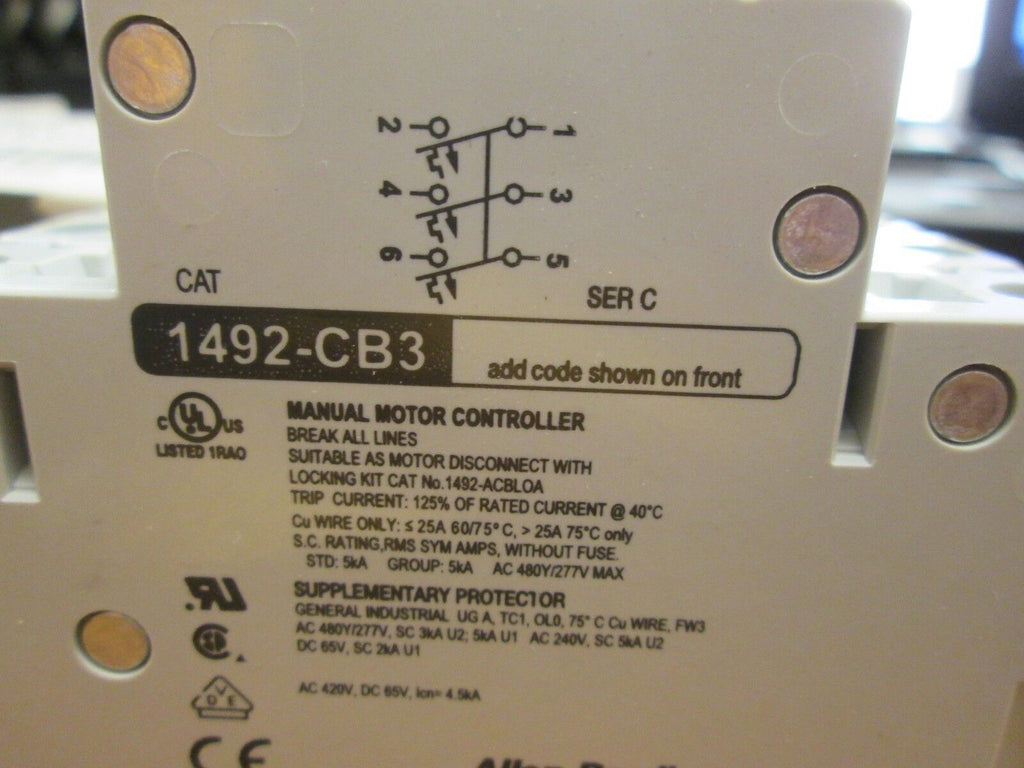 2 1
4 3
6 5
CAT
SER C
1492-CB3 add code shown on front
c UL US
LISTED 1RAO
MANUAL MOTOR CONTROLLER
BREAK ALL LINES
SUITABLE AS MOTOR DISCONNECT WITH
LOCKING KIT CAT No.1492-ACBLOA
TRIP CURRENT: 125% OF RATED CURRENT @ 40°C
Cu WIRE ONLY: ≤ 25A 60/75° C, > 25A 75°C only
S.C. RATING,RMS SYM AMPS, WITHOUT FUSE.
STD: 5kA GROUP: 5kA AC 480Y/277V MAX
SUPPLEMENTARY PROTECTOR
GENERAL INDUSTRIAL UG A, TC1, OL0, 75° C Cu WIRE, FW3
AC 480Y/277V, SC 3kA U2; 5kA U1 AC 240V, SC 5kA U2
DC 65V, SC 2kA U1
VDE
AC 420V, DC 65V, Icn= 4.5kA
CE